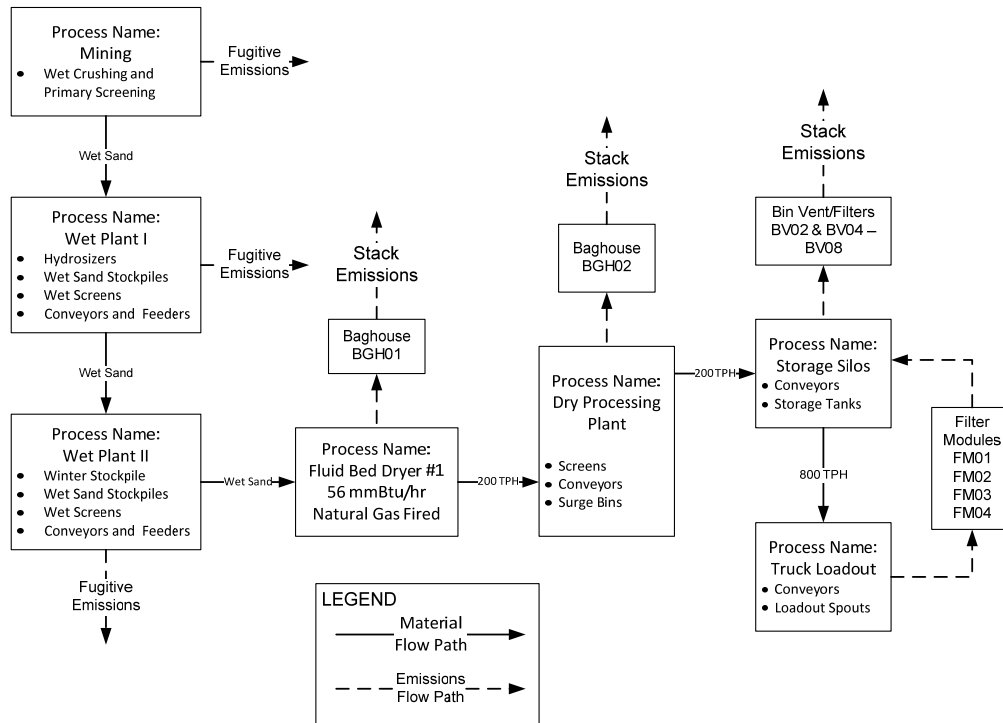 Process Name:
Mining
• Wet Crushing and
Primary Screening
Fugitive
Emissions
Wet Sand
Process Name:
Wet Plant I
• Hydrosizers
• Wet Sand Stockpiles
• Wet Screens
• Conveyors and Feeders
Fugitive
Emissions
Wet Sand
Process Name:
Wet Plant II
• Winter Stockpile
• Wet Sand Stockpiles
• Wet Screens
• Conveyors and Feeders
Fugitive
Emissions
Wet Sand
Stack
Emissions
Baghouse
BGH01
Process Name:
Fluid Bed Dryer #1
56 mmBtu/hr
Natural Gas Fired
200 TPH
Stack
Emissions
Baghouse
BGH02
Process Name:
Dry Processing
Plant
• Screens
• Conveyors
• Surge Bins
200 TPH
Stack
Emissions
Bin Vent/Filters
BV02 & BV04 –
BV08
Process Name:
Storage Silos
• Conveyors
• Storage Tanks
800 TPH
Process Name:
Truck Loadout
• Conveyors
• Loadout Spouts
Filter
Modules
FM01
FM02
FM03
FM04
LEGEND
Material
Flow Path
Emissions
Flow Path